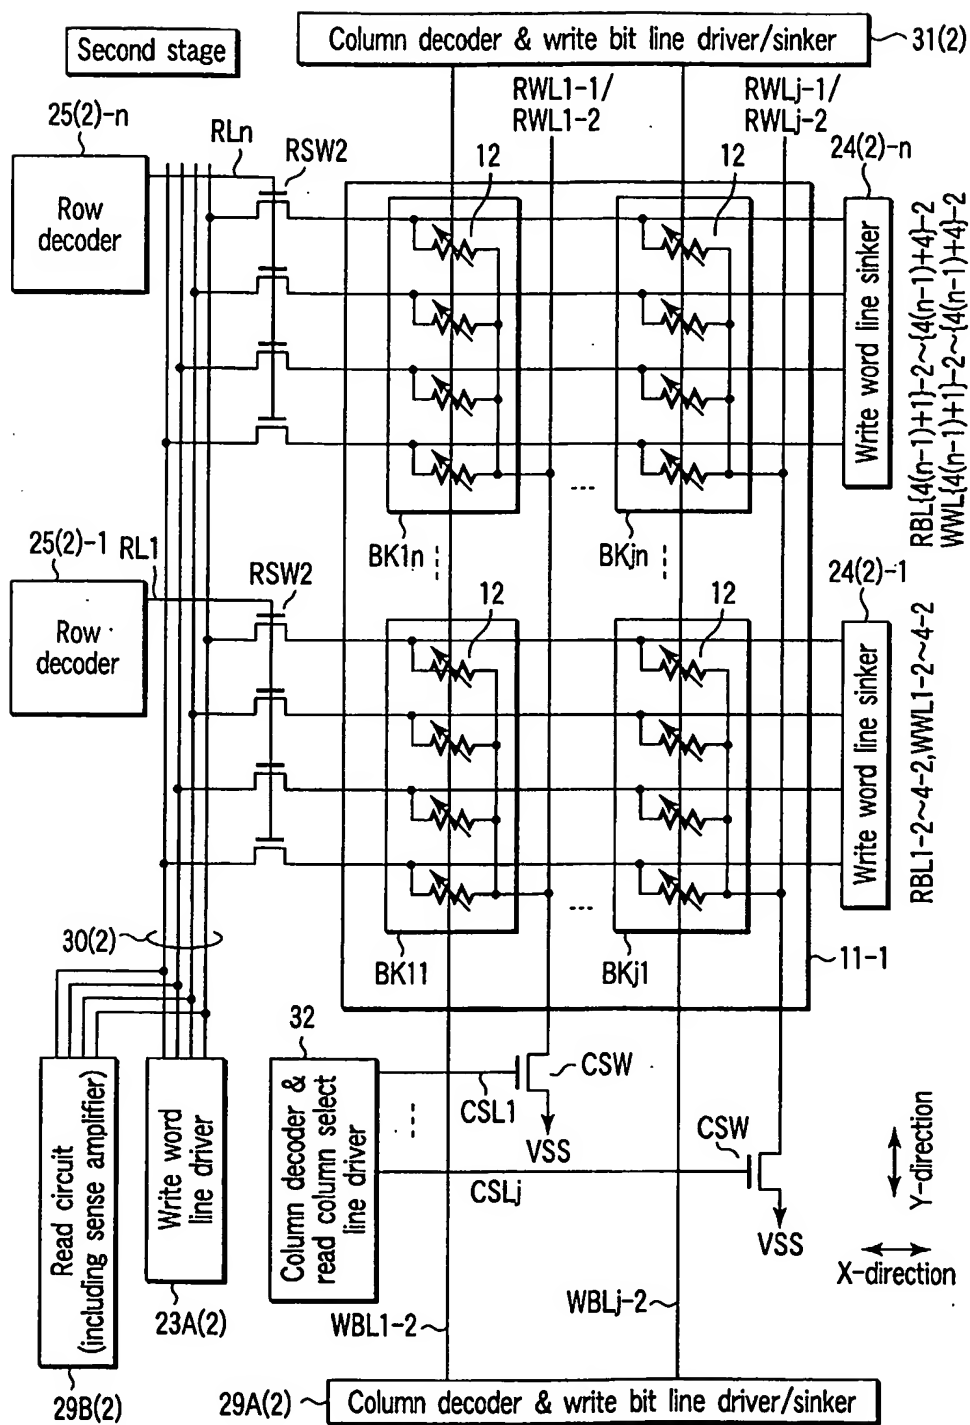 Second stage
Column decoder & write bit line driver/sinker
31(2)
RWL1-1/
RWL1-2
RWLj-1/
RWLj-2
25(2)-n
RLn
RSW2
12
12
24(2)-n
Row
decoder
Write word line sinker
RBL{4(n-1)+1}-2~{4(n-1)+4}-2
WWL{4(n-1)+1}-2~{4(n-1)+4}-2
BK1n
BKjn
25(2)-1
RL1
RSW2
12
12
24(2)-1
Row
decoder
Write word line sinker
RBL1-2~4-2,WWL1-2~4-2
30(2)
BK11
BKj1
11-1
32
Read circuit
(including sense amplifier)
Write word
line driver
Column decoder &
read column select
line driver
CSL1
CSW
VSS
CSLj
CSW
VSS
Y-direction
X-direction
23A(2)
WBL1-2
WBLj-2
29B(2)
29A(2)
Column decoder & write bit line driver/sinker